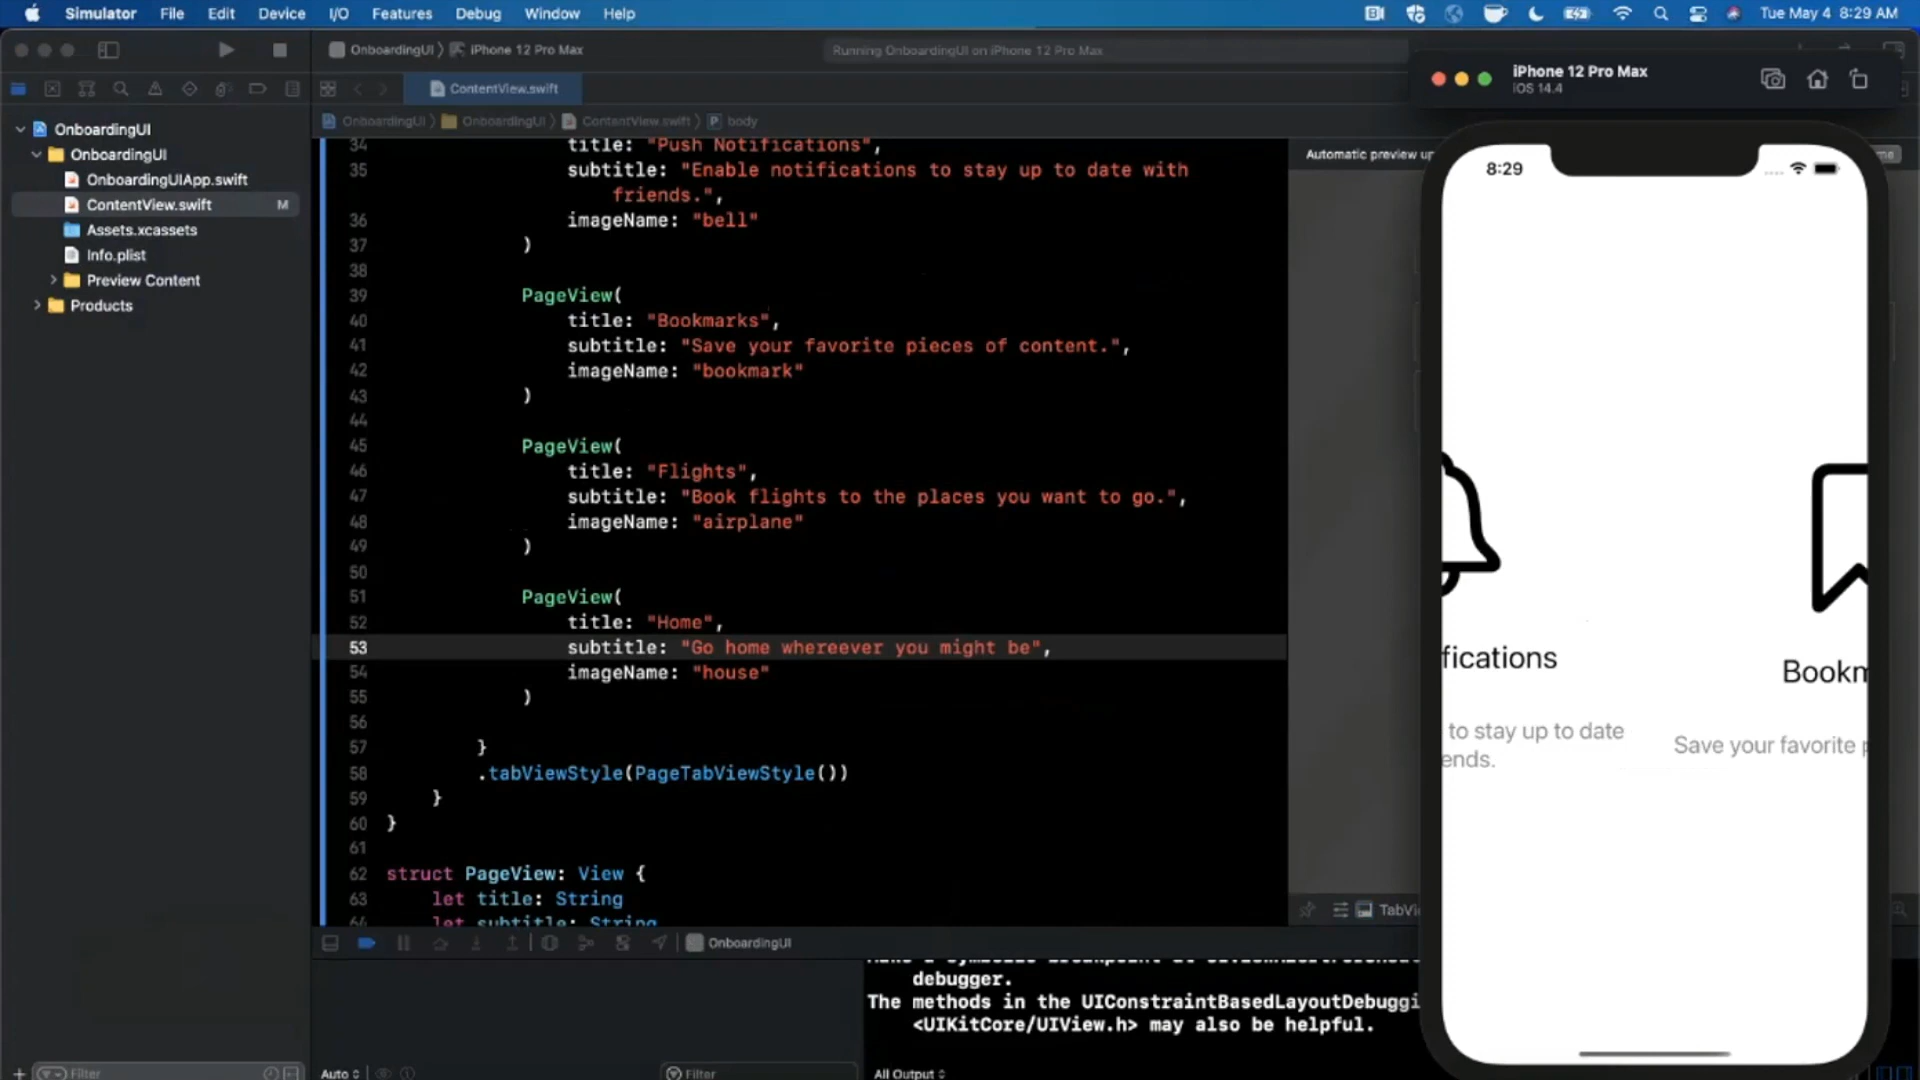 Simulator File Edit Device I/O Features Debug Window Help Tue May 4 8:29 AM
OnboardingUI iPhone 12 Pro Max Running OnboardingUI on iPhone 12 Pro Max
iPhone 12 Pro Max
iOS 14.4
ContentView.swift
OnboardingUI OnboardingUI ContentView.swift P body
OnboardingUI
OnboardingUI
OnboardingUIApp.swift
ContentView.swift M
Assets.xcassets
Info.plist
Preview Content
Products
34 title: "Push Notifications",
35 subtitle: "Enable notifications to stay up to date with
friends.",
36 imageName: "bell"
37 )
38
39 PageView(
40 title: "Bookmarks",
41 subtitle: "Save your favorite pieces of content.",
42 imageName: "bookmark"
43 )
44
45 PageView(
46 title: "Flights",
47 subtitle: "Book flights to the places you want to go.",
48 imageName: "airplane"
49 )
50
51 PageView(
52 title: "Home",
53 subtitle: "Go home whereever you might be",
54 imageName: "house"
55 )
56
57 }
58 .tabViewStyle(PageTabViewStyle())
59 }
60 }
61
62 struct PageView: View {
63 let title: String
64 let subtitle: String
Automatic preview up
me
8:29
fications
Bookm
to stay up to date
ends.
Save your favorite p
TabVi
OnboardingUI
debugger.
The methods in the UIConstraintBasedLayoutDebuggi
<UIKitCore/UIView.h> may also be helpful.
Filter
Auto
Filter
All Output